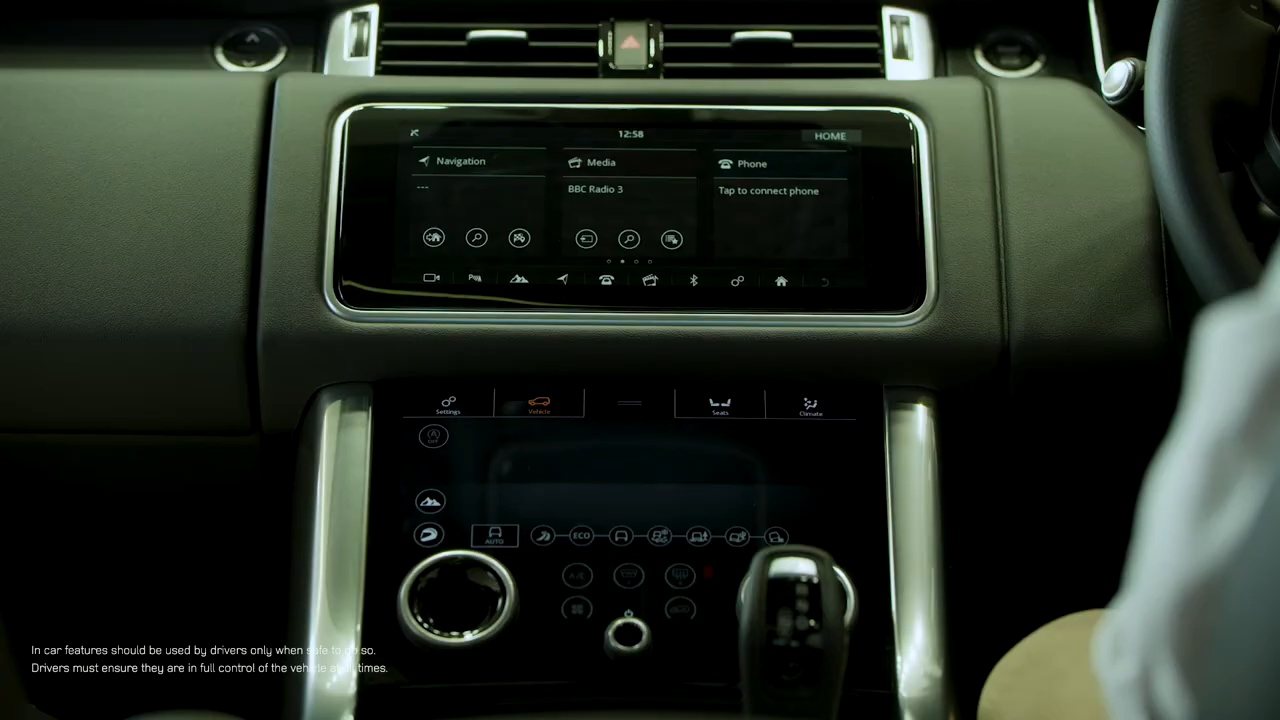 12:58
HOME
Navigation
Media
Phone
---
BBC Radio 3
Tap to connect phone
Settings
Vehicle
Seats
Climate
OFF
AUTO
ECO
A/C
In car features should be used by drivers only when safe to do so.
Drivers must ensure they are in full control of the vehicle at all times.